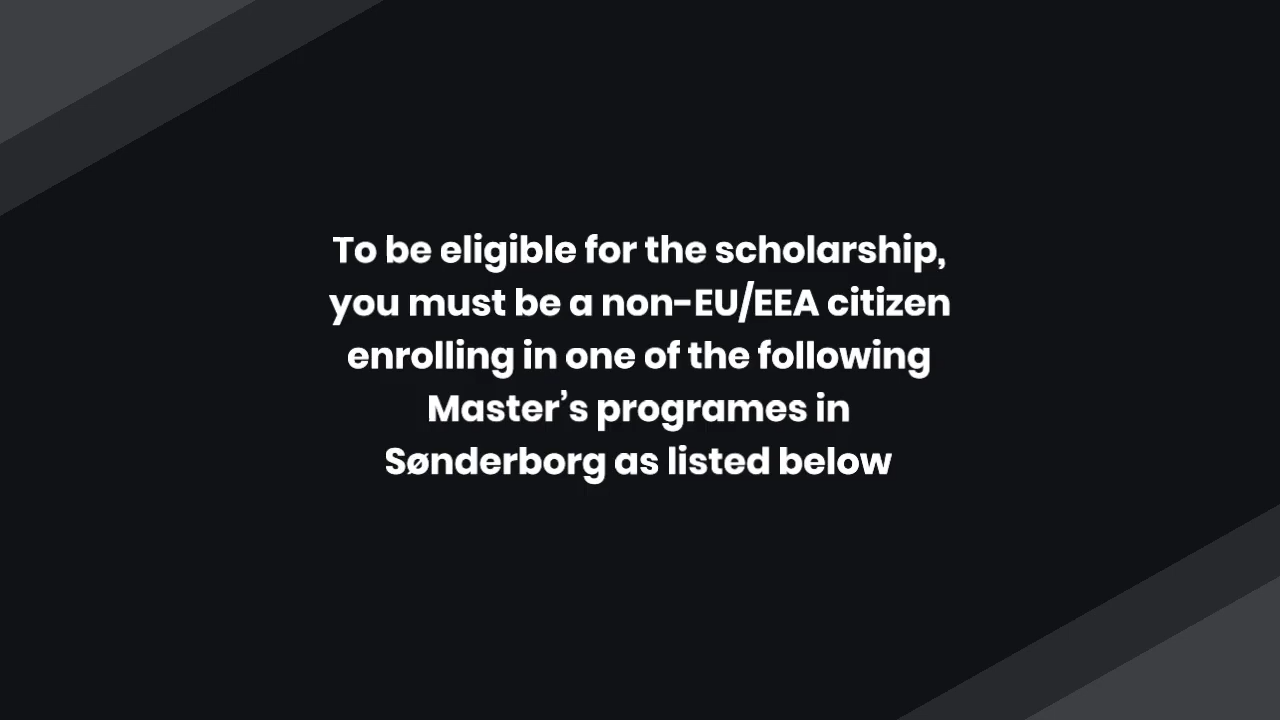 To be eligible for the scholarship,
you must be a non-EU/EEA citizen
enrolling in one of the following
Master’s programes in
Sønderborg as listed below